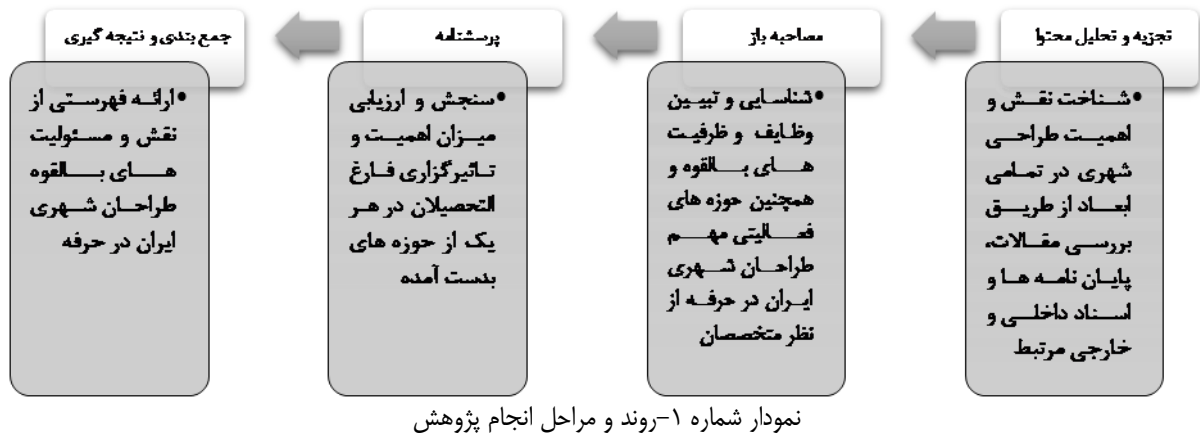 تجزیه و تحلیل محتوا
•شناخت نقش و
اهمیت طراحی
شهری در تمامی
ابعاد از طریق
بررسی مقالات،
پایان نامه ها و
اسناد داخلی و
خارجی مرتبط
مصاحبه باز
•شناسایی و تبیین
وظایف و ظرفیت
های بالقوه و
همچنین حوزه های
فعالیتی مهم
طراحان شهری
ایران در حرفه از
نظر متخصصان
پرسشنامه
•سنجش و ارزیابی
میزان اهمیت و
تاثیرگزاری فارغ
التحصیلان در هر
یک از حوزه های
بدست آمده
جمع بندی و نتیجه گیری
•ارائه فهرستی از
نقش و مسئولیت
های بالقوه
طراحان شهری
ایران در حرفه
نمودار شماره ۱-روند و مراحل انجام پژوهش